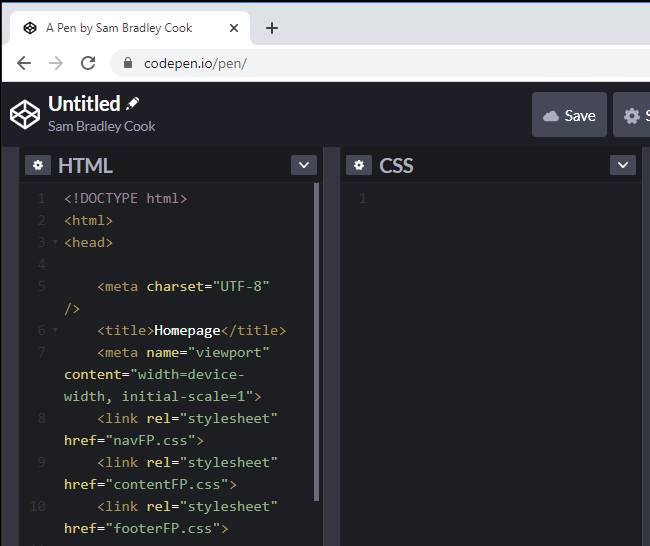 A Pen by Sam Bradley Cook
codepen.io/pen/
Untitled
Sam Bradley Cook
Save
S
HTML
CSS
1 <!DOCTYPE html>
2 <html>
3 <head>
4
5 <meta charset="UTF-8"
/>
6 <title>Homepage</title>
7 <meta name="viewport"
content="width=device-
width, initial-scale=1">
8 <link rel="stylesheet"
href="navFP.css">
9 <link rel="stylesheet"
href="contentFP.css">
10 <link rel="stylesheet"
href="footerFP.css">
1